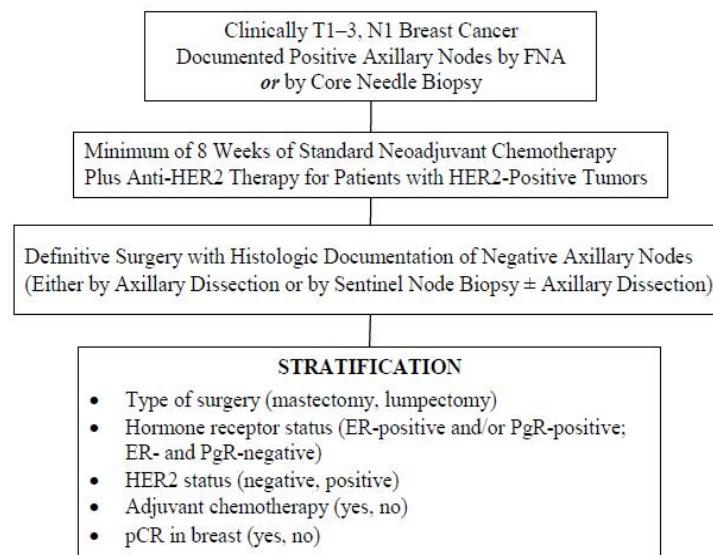 Clinically T1–3, N1 Breast Cancer
Documented Positive Axillary Nodes by FNA
or by Core Needle Biopsy
Minimum of 8 Weeks of Standard Neoadjuvant Chemotherapy
Plus Anti-HER2 Therapy for Patients with HER2-Positive Tumors
Definitive Surgery with Histologic Documentation of Negative Axillary Nodes
(Either by Axillary Dissection or by Sentinel Node Biopsy ± Axillary Dissection)
STRATIFICATION
• Type of surgery (mastectomy, lumpectomy)
• Hormone receptor status (ER-positive and/or PgR-positive;
ER- and PgR-negative)
• HER2 status (negative, positive)
• Adjuvant chemotherapy (yes, no)
• pCR in breast (yes, no)